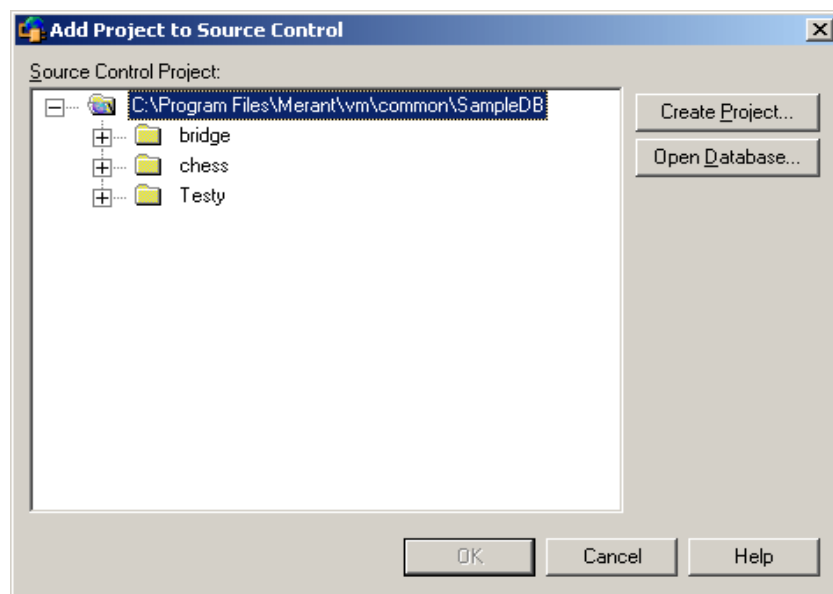 Add Project to Source Control
Source Control Project:
C:\Program Files\Merant\vm\common\SampleDB
bridge
chess
Testy
Create Project...
Open Database...
OK
Cancel
Help